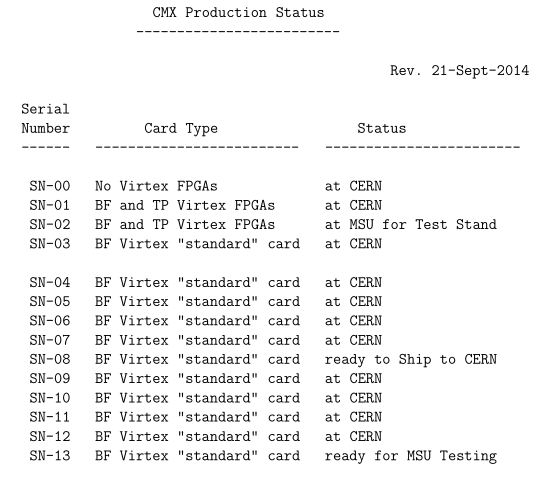 CMX Production Status
-------------------------
Rev. 21-Sept-2014
Serial
Number Card Type Status
------ ------------------------- ------------------------
SN-00 No Virtex FPGAs at CERN
SN-01 BF and TP Virtex FPGAs at CERN
SN-02 BF and TP Virtex FPGAs at MSU for Test Stand
SN-03 BF Virtex "standard" card at CERN
SN-04 BF Virtex "standard" card at CERN
SN-05 BF Virtex "standard" card at CERN
SN-06 BF Virtex "standard" card at CERN
SN-07 BF Virtex "standard" card at CERN
SN-08 BF Virtex "standard" card ready to Ship to CERN
SN-09 BF Virtex "standard" card at CERN
SN-10 BF Virtex "standard" card at CERN
SN-11 BF Virtex "standard" card at CERN
SN-12 BF Virtex "standard" card at CERN
SN-13 BF Virtex "standard" card ready for MSU Testing